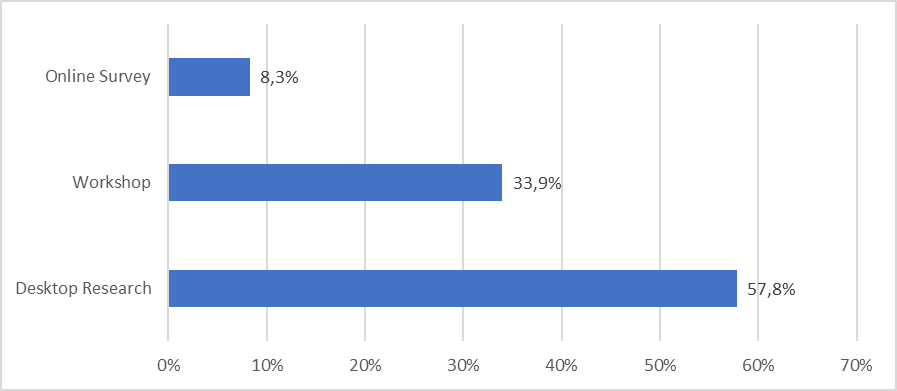 Online Survey
8,3%
Workshop
33,9%
Desktop Research
57,8%
0% 10% 20% 30% 40% 50% 60% 70%